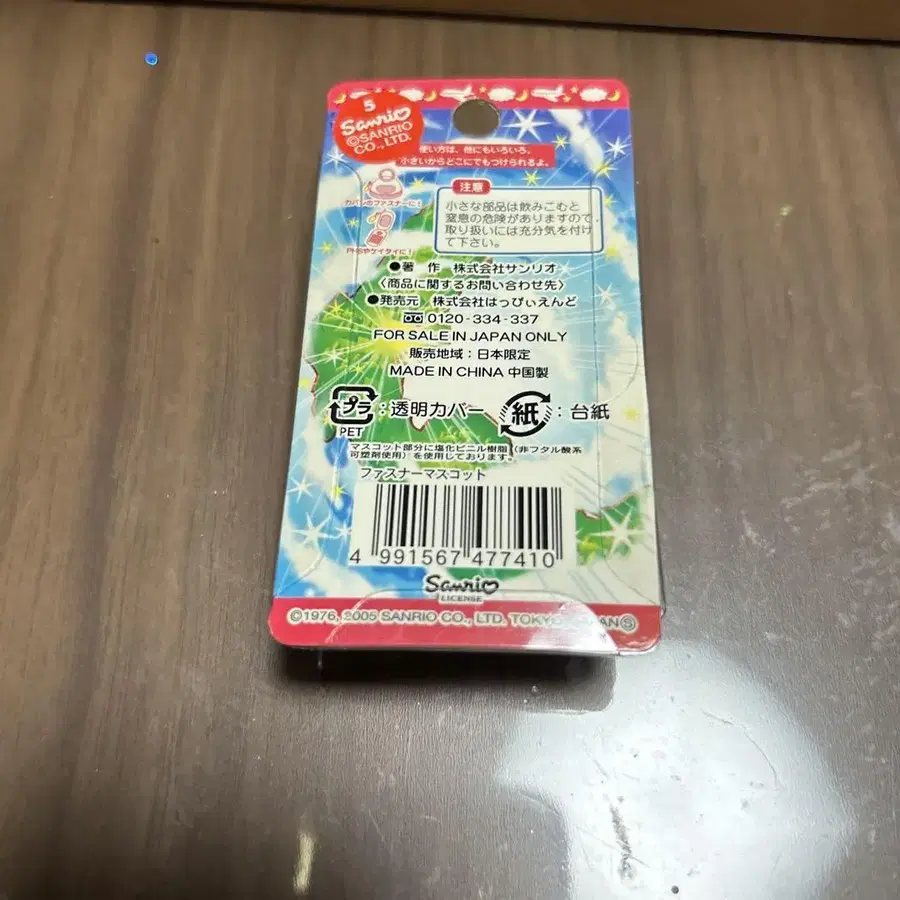 5
Sanrio
©SANRIO
CO., LTD.
使い方は、他にもいろいろ。
小さいからどこにでもつけられるよ。
カバンのファスナーに!
PHSやケイタイに!
注意
小さな部品は飲みこむと
窒息の危険がありますので、
取り扱いには充分気を付け
て下さい。
●著 作 株式会社サンリオ
〈商品に関するお問い合わせ先〉
●発売元 株式会社はっぴぃえんど
0120-334-337
FOR SALE IN JAPAN ONLY
販売地域:日本限定
MADE IN CHINA 中国製
プラ:透明カバー 紙:台紙
PET
マスコット部分に塩化ビニル樹脂(非フタル酸系
可塑剤使用)を使用しております。
ファスナーマスコット
4 991567 477410
Sanrio
LICENSE
©1976, 2005 SANRIO CO., LTD. TOKYO, JAPAN Ⓢ